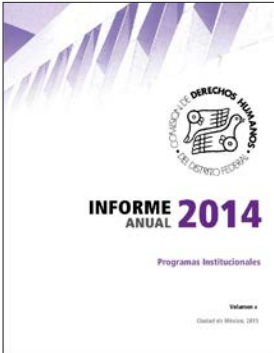 COMISIÓN DE DERECHOS HUMANOS
DEL DISTRITO FEDERAL
INFORME
ANUAL
2014
Programas Institucionales
Volumen
Ciudad de México, 2015